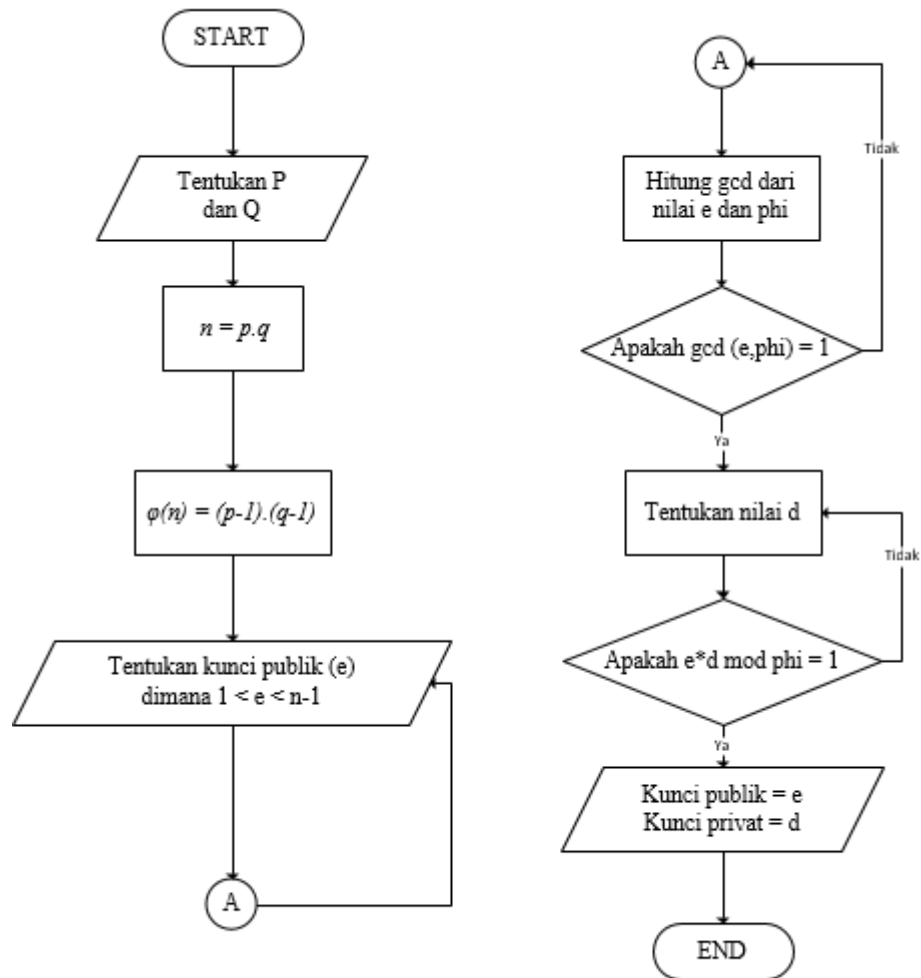 START
Tentukan P
dan Q
n = p.q
φ(n) = (p-1).(q-1)
Tentukan kunci publik (e)
dimana 1 < e < n-1
A
A
Tidak
Hitung gcd dari
nilai e dan phi
Apakah gcd (e,phi) = 1
Ya
Tentukan nilai d
Tidak
Apakah e*d mod phi = 1
Ya
Kunci publik = e
Kunci privat = d
END